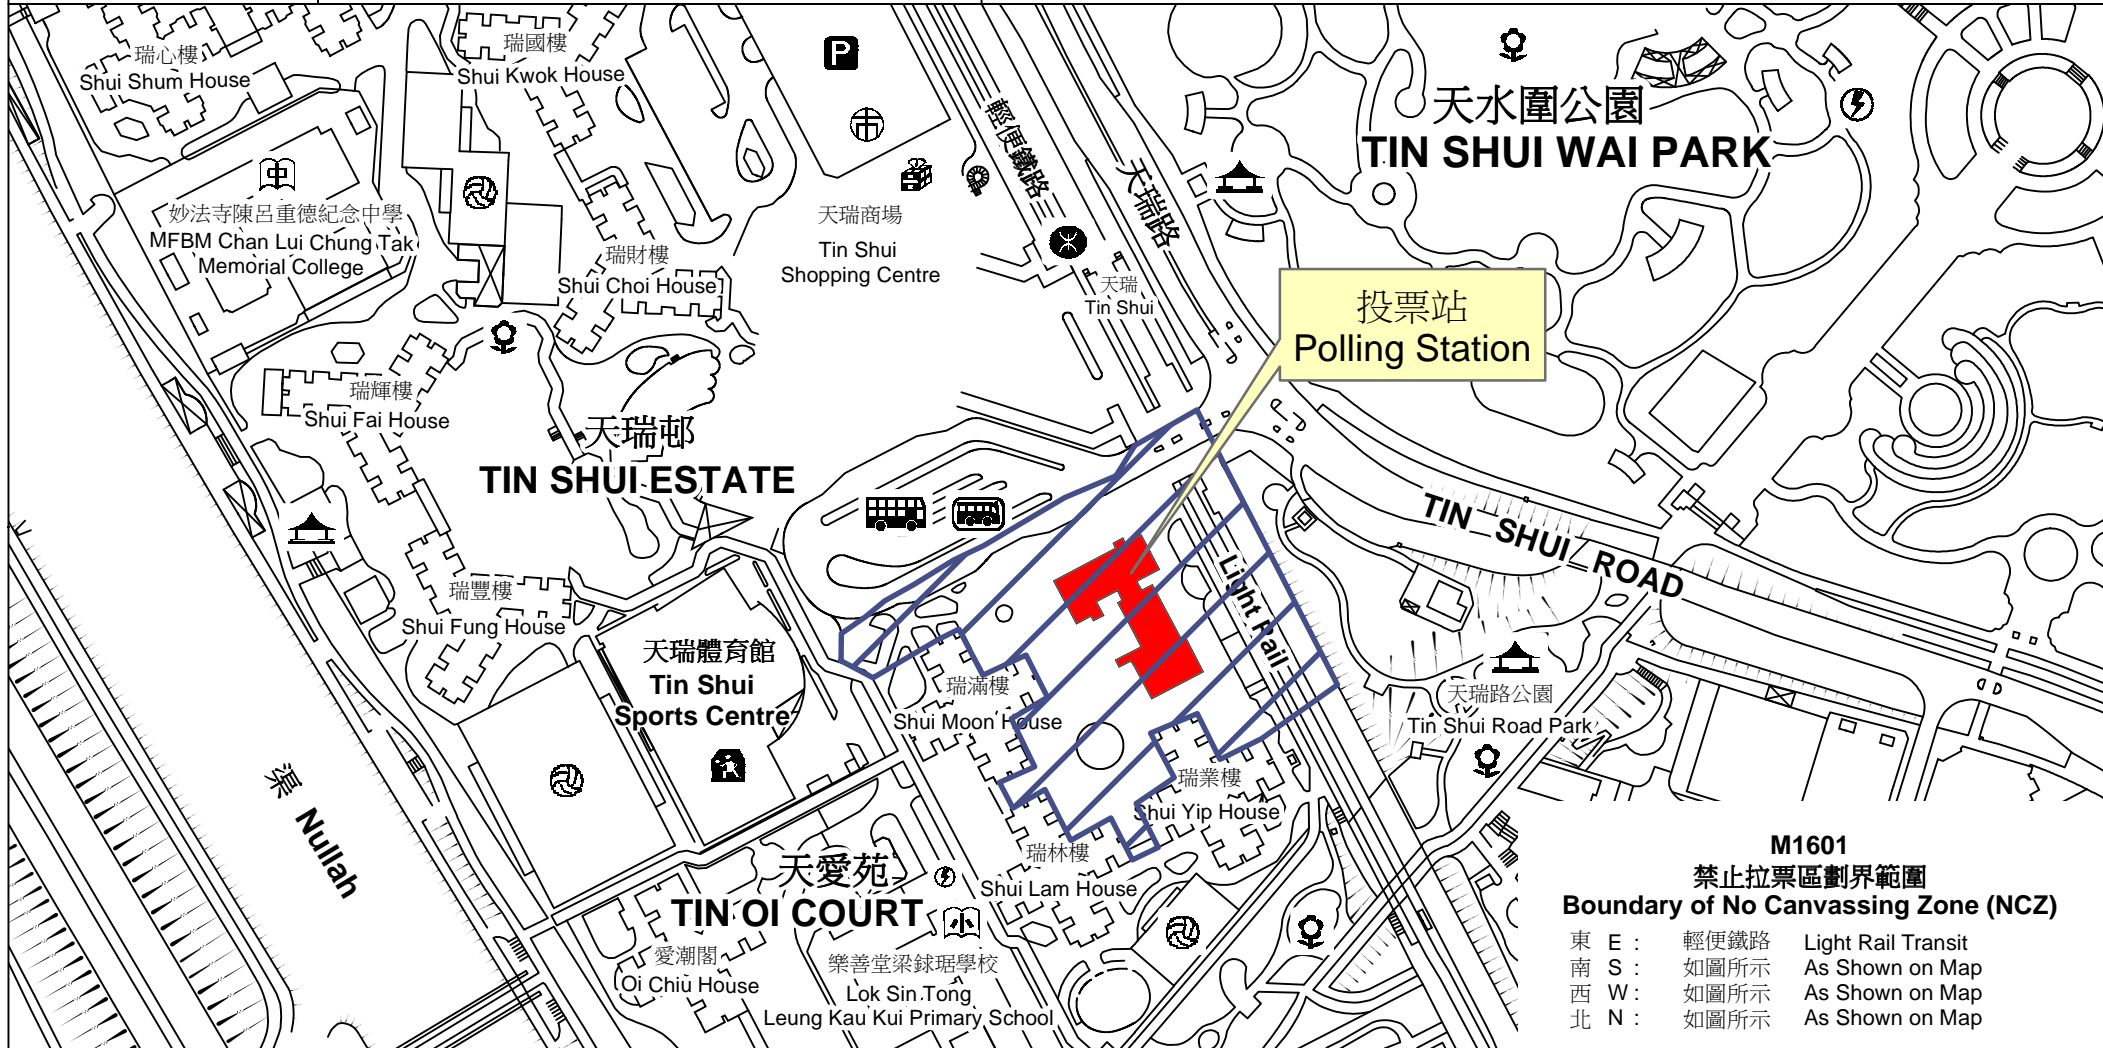 瑞心樓
Shui Shum House
瑞國樓
Shui Kwok House
P
天水圍公園
TIN SHUI WAI PARK
輕便鐵路
天瑞路
中
妙法寺陳呂重德紀念中學
MFBM Chan Lui Chung Tak
Memorial College
瑞財樓
Shui Choi House
天瑞商場
Tin Shui
Shopping Centre
天瑞
Tin Shui
投票站
Polling Station
瑞輝樓
Shui Fai House
天瑞邨
TIN SHUI ESTATE
TIN SHUI ROAD
瑞豐樓
Shui Fung House
天瑞體育館
Tin Shui
Sports Centre
Light Rail
瑞滿樓
Shui Moon House
天瑞路公園
Tin Shui Road Park
瑞業樓
Shui Yip House
渠 Nullah
瑞林樓
Shui Lam House
天愛苑
TIN OI COURT
小
愛潮閣
Oi Chiu House
樂善堂梁銶琚學校
Lok Sin Tong
Leung Kau Kui Primary School
M1601
禁止拉票區劃界範圍
Boundary of No Canvassing Zone (NCZ)
東 E : 輕便鐵路 Light Rail Transit
南 S : 如圖所示 As Shown on Map
西 W : 如圖所示 As Shown on Map
北 N : 如圖所示 As Shown on Map